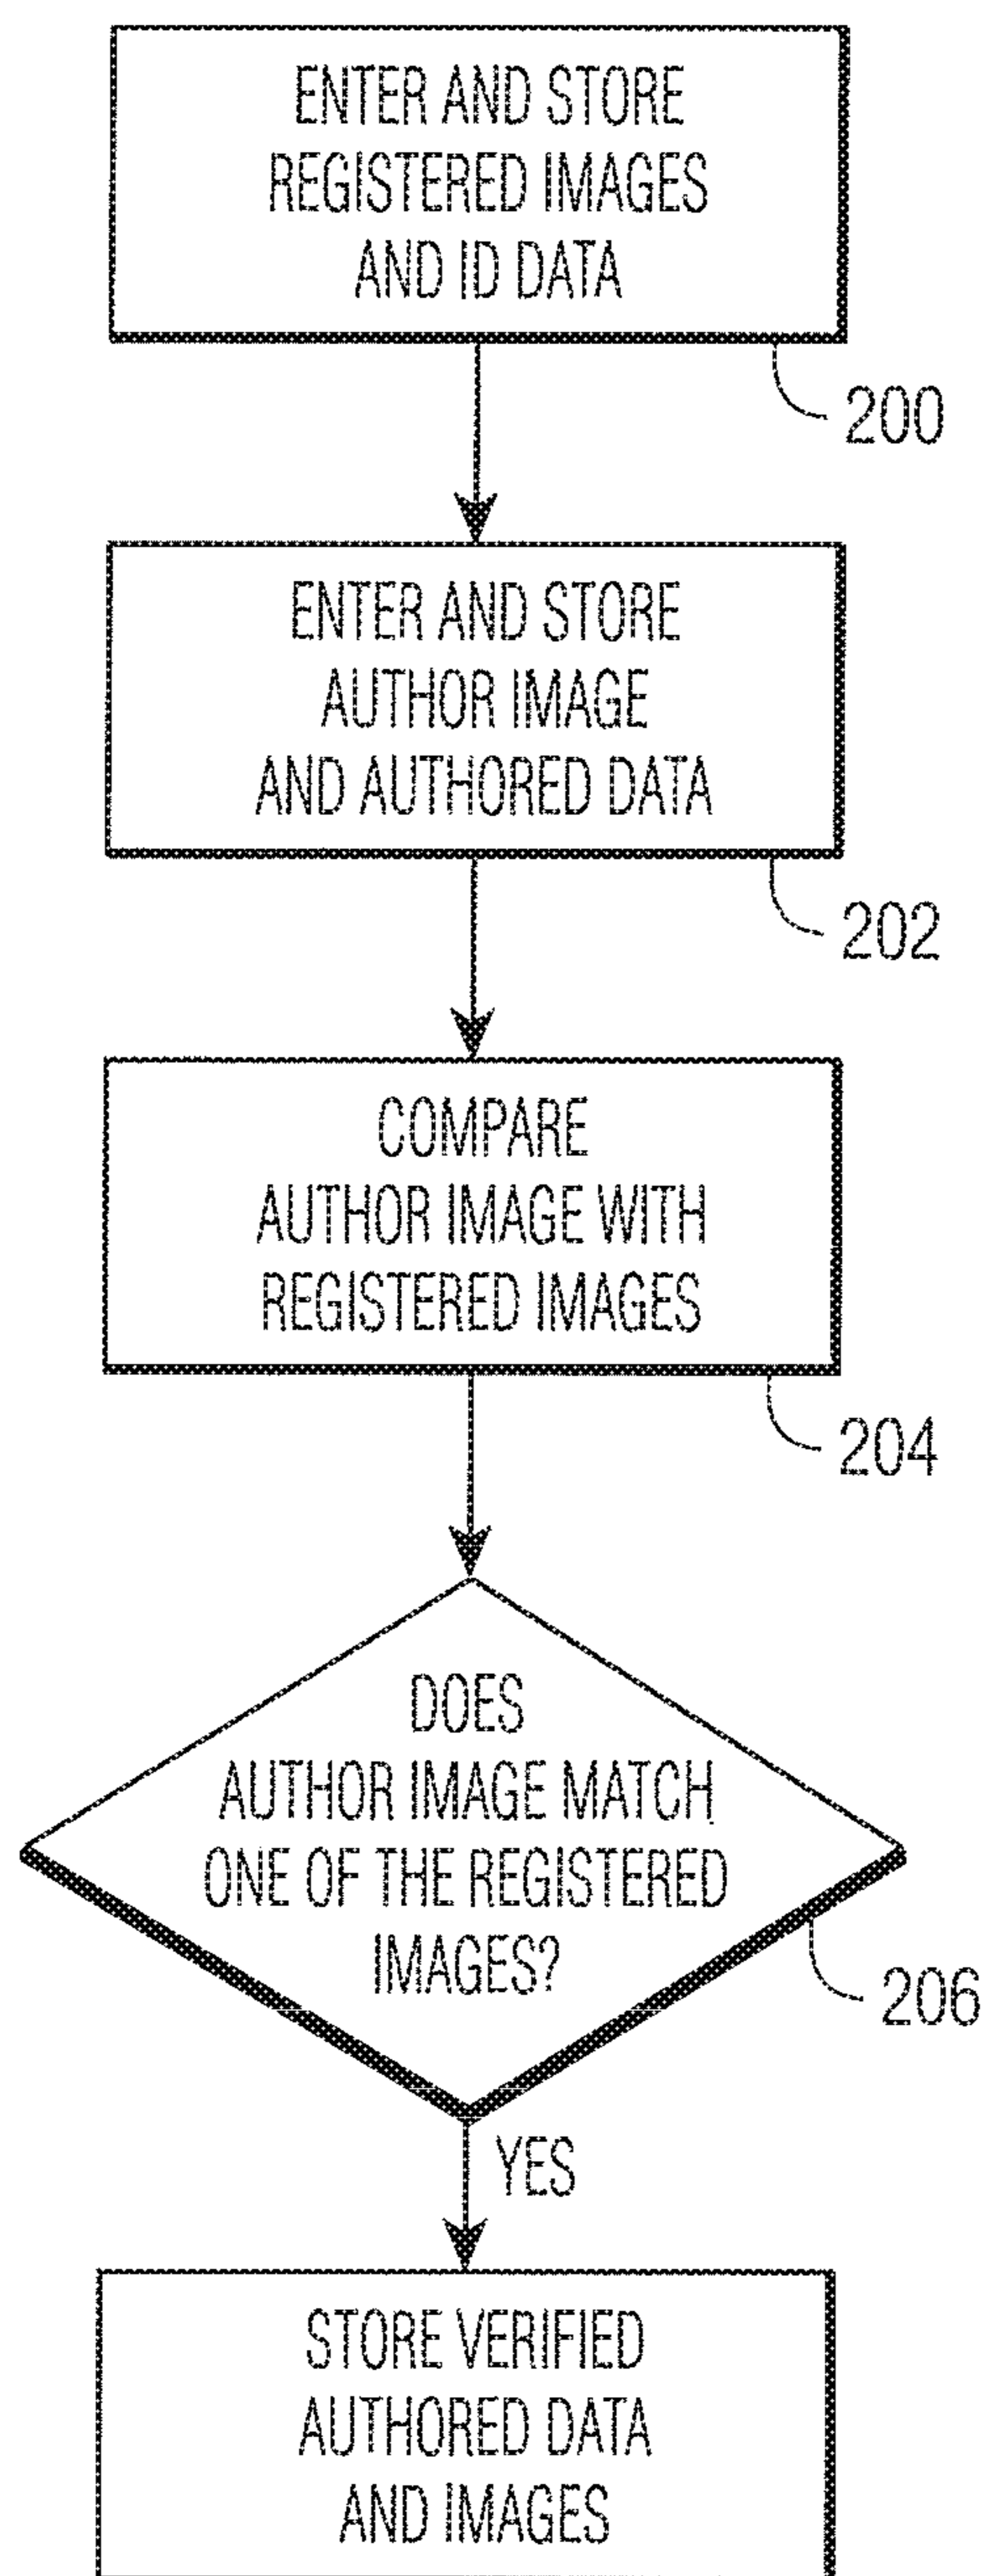 ENTER AND STORE
REGISTERED IMAGES
AND ID DATA
200
ENTER AND STORE
AUTHOR IMAGE
AND AUTHORED DATA
202
COMPARE
AUTHOR IMAGE WITH
REGISTERED IMAGES
204
DOES
AUTHOR IMAGE MATCH
ONE OF THE REGISTERED
IMAGES?
206
YES
STORE VERIFIED
AUTHORED DATA
AND IMAGES